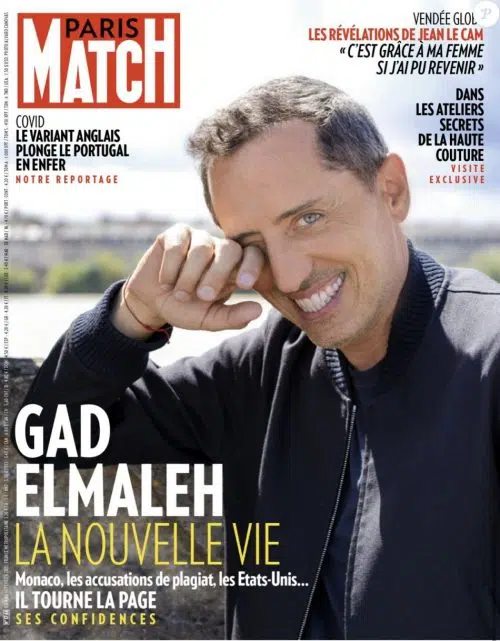 PARIS
MATCH
COVID
LE VARIANT ANGLAIS
PLONGE LE PORTUGAL
EN ENFER
NOTRE REPORTAGE
VENDÉE GLOB
LES RÉVÉLATIONS DE JEAN LE CAM
« C'EST GRÂCE À MA FEMME
SI J'AI PU REVENIR »
DANS
LES ATELIERS
SECRETS
DE LA HAUTE
COUTURE
VISITE
EXCLUSIVE
GAD
ELMALEH
LA NOUVELLE VIE
Monaco, les accusations de plagiat, les Etats-Unis...
IL TOURNE LA PAGE
SES CONFIDENCES